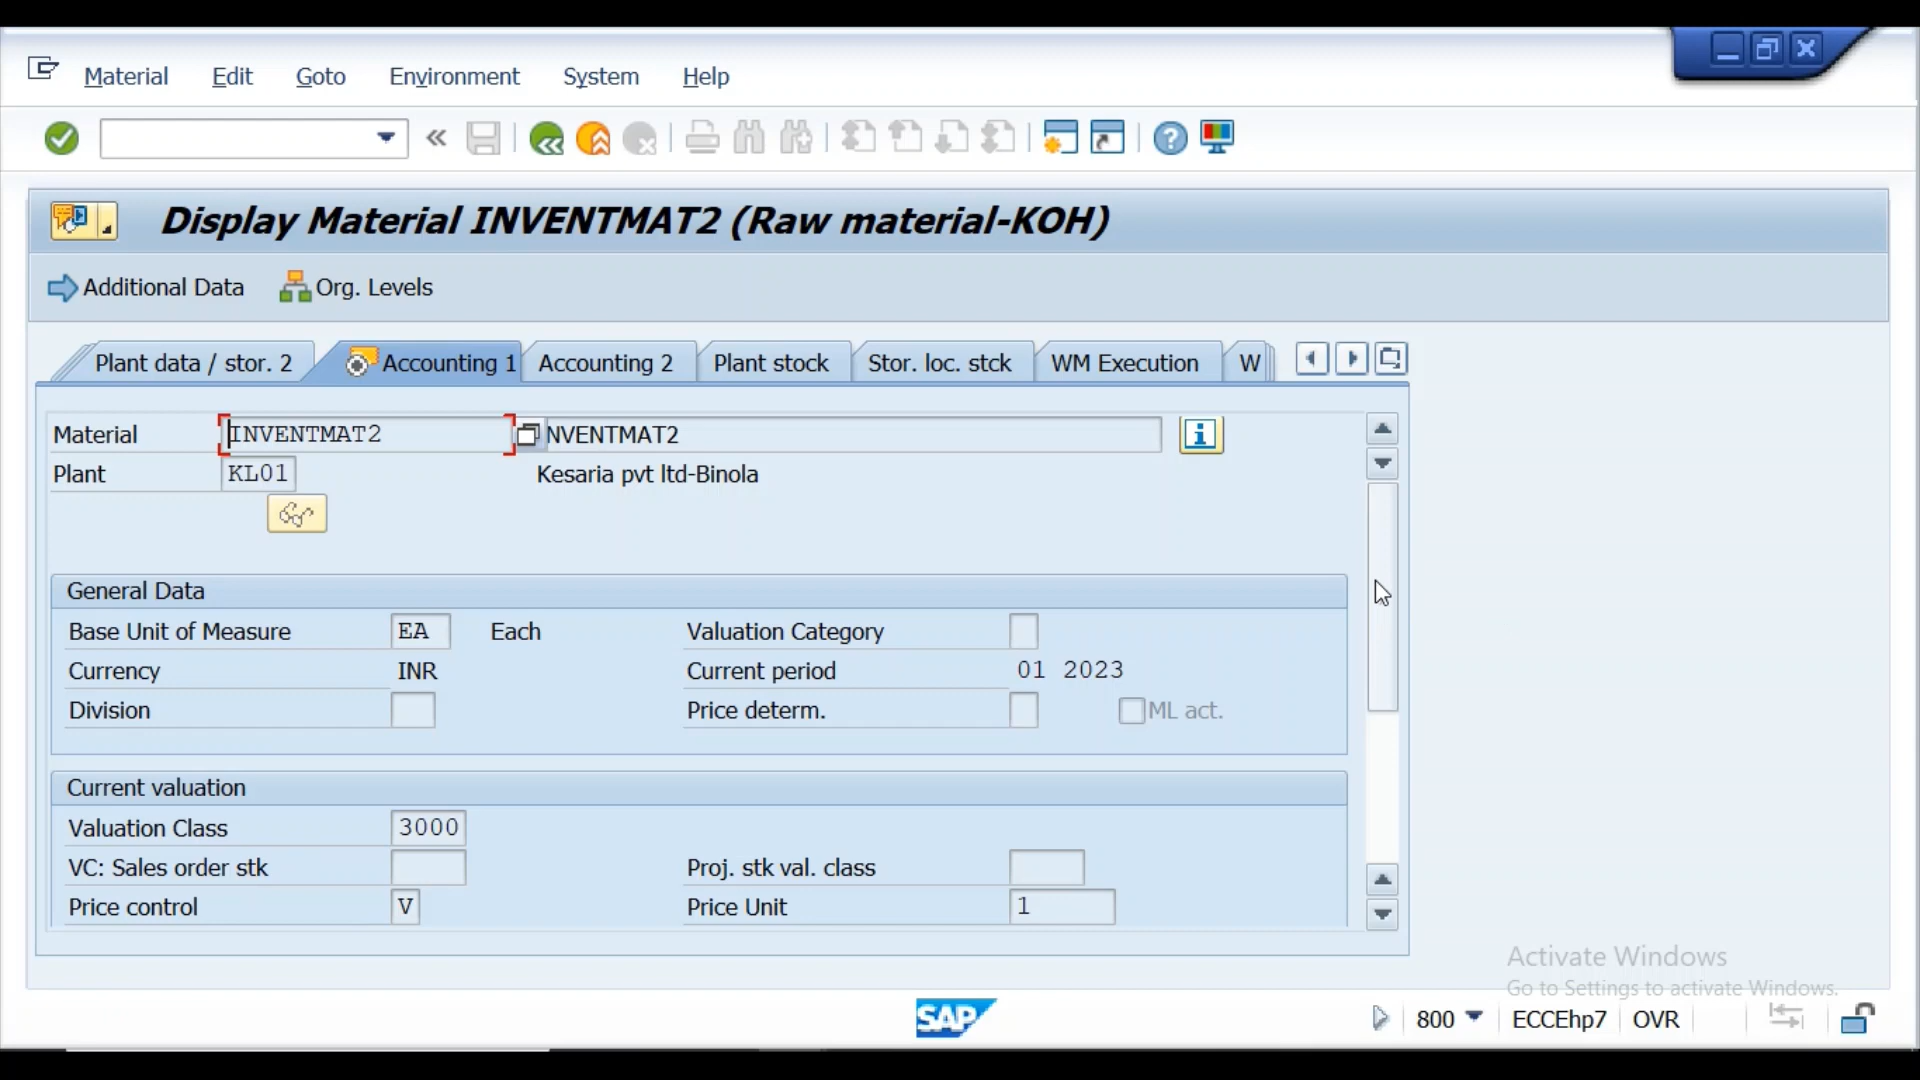 Material Edit Goto Environment System Help
Display Material INVENTMAT2 (Raw material-KOH)
Additional Data Org. Levels
Plant data / stor. 2 Accounting 1 Accounting 2 Plant stock Stor. loc. stck WM Execution W
Material INVENTMAT2 NVENTMAT2
Plant KL01 Kesaria pvt ltd-Binola
General Data
Base Unit of Measure EA Each Valuation Category
Currency INR Current period 01 2023
Division Price determ. ML act.
Current valuation
Valuation Class 3000
VC: Sales order stk Proj. stk val. class
Price control V Price Unit 1
Activate Windows
Go to Settings to activate Windows.
SAP 800 ECCEhp7 OVR